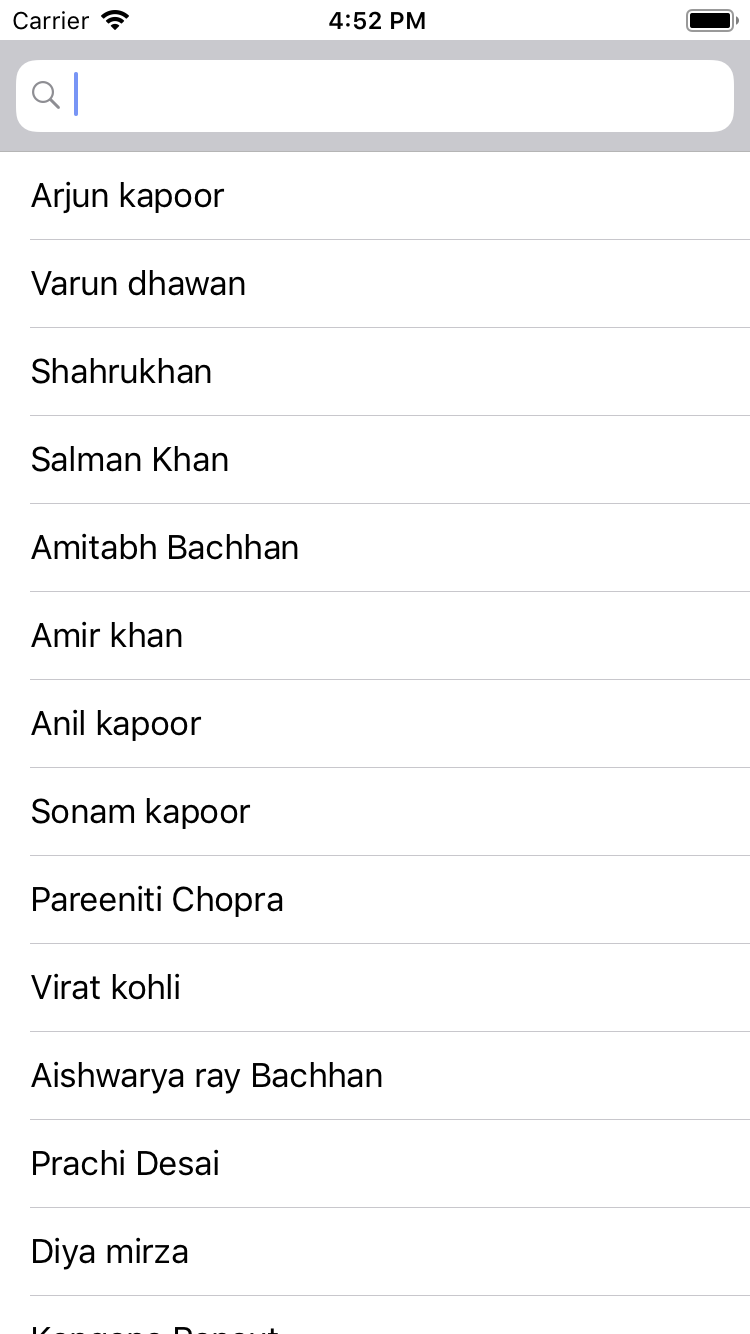 Carrier 4:52 PM
Arjun kapoor
Varun dhawan
Shahrukhan
Salman Khan
Amitabh Bachhan
Amir khan
Anil kapoor
Sonam kapoor
Pareeniti Chopra
Virat kohli
Aishwarya ray Bachhan
Prachi Desai
Diya mirza